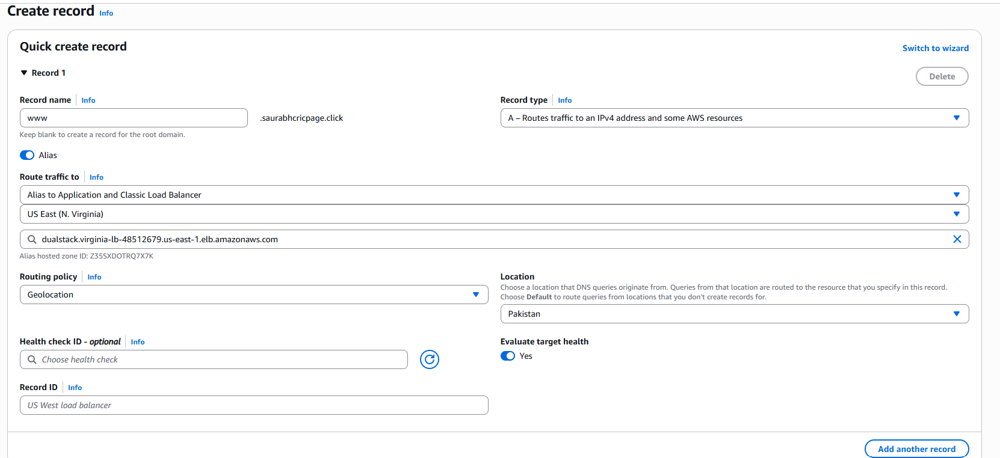 Create record Info
Quick create record
Switch to wizard
Record 1
Delete
Record name Info
www
.saurabhcricpage.click
Keep blank to create a record for the root domain.
Record type Info
A – Routes traffic to an IPv4 address and some AWS resources
Alias
Route traffic to Info
Alias to Application and Classic Load Balancer
US East (N. Virginia)
dualstack.virginia-lb-48512679.us-east-1.elb.amazonaws.com
Alias hosted zone ID: Z35SXDOTRQ7X7K
Routing policy Info
Geolocation
Location
Choose a location that DNS queries originate from. Queries from that location are routed to the resource that you specify in this record.
Choose Default to route queries from locations that you don't create records for.
Pakistan
Health check ID - optional Info
Choose health check
Evaluate target health
Yes
Record ID Info
US West load balancer
Add another record